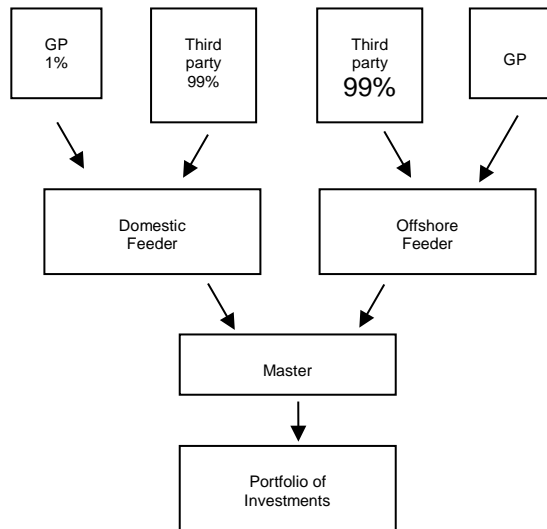 GP
1%
Third
party
99%
Third
party
99%
GP
Domestic
Feeder
Offshore
Feeder
Master
Portfolio of
Investments